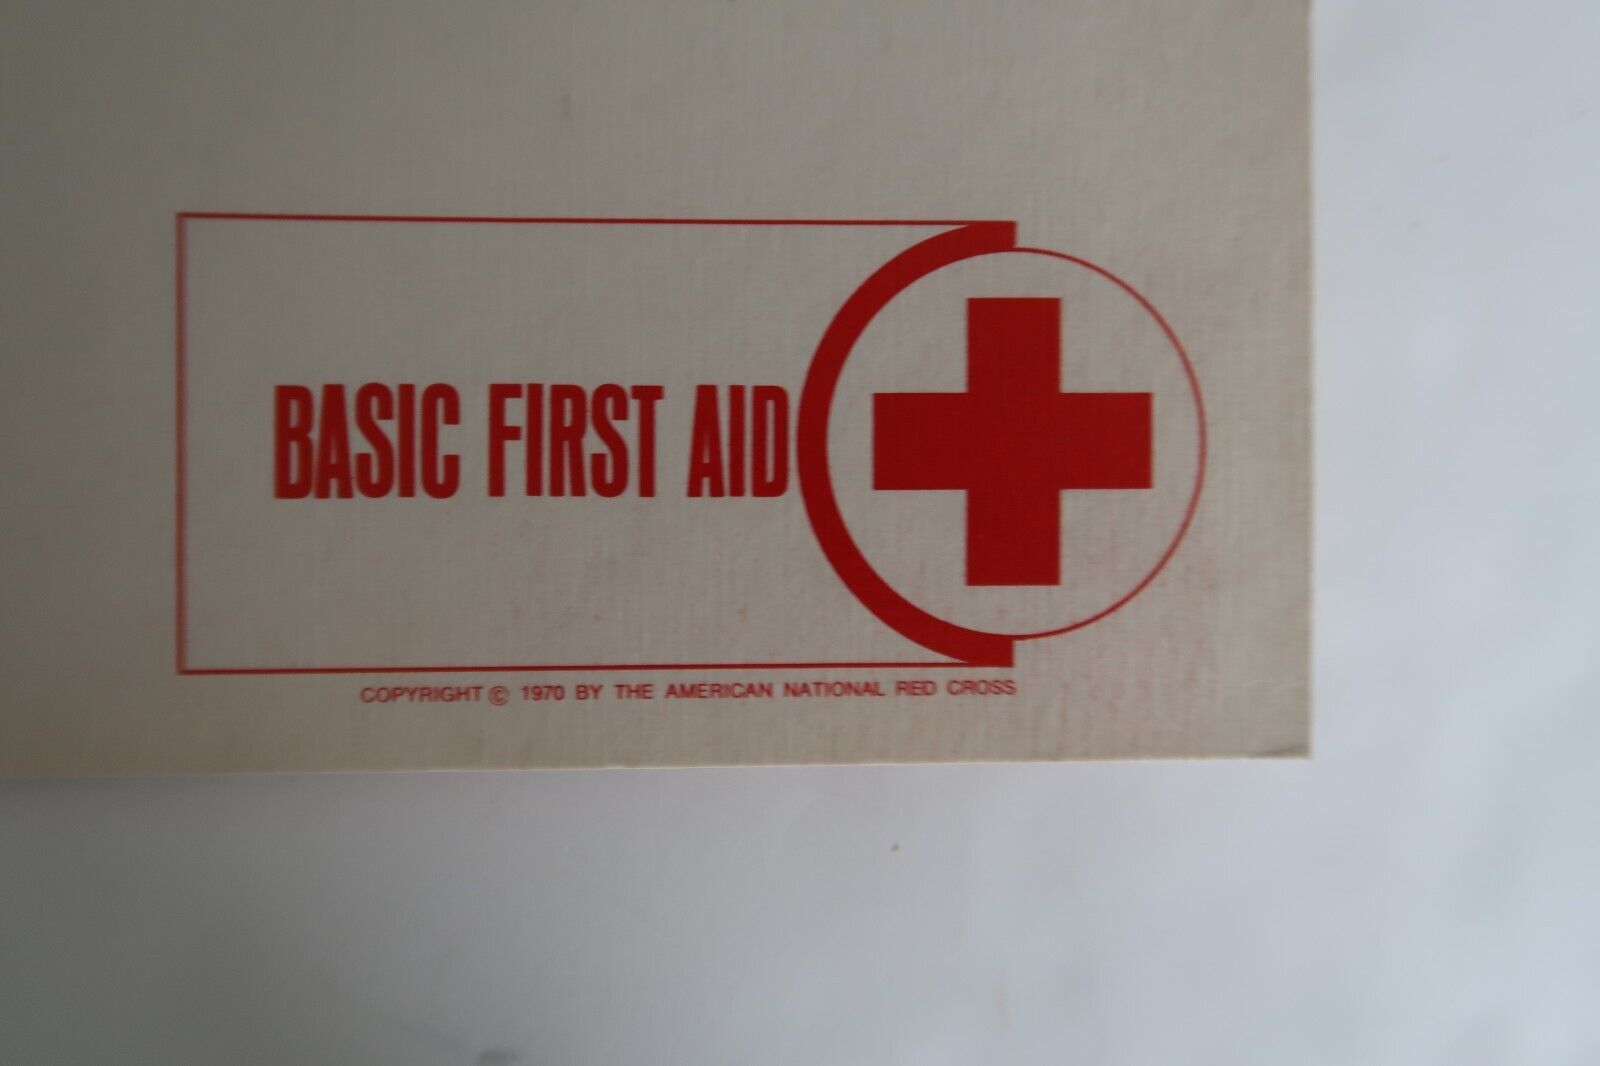 BASIC FIRST AID
COPYRIGHT © 1970 BY THE AMERICAN NATIONAL RED CROSS